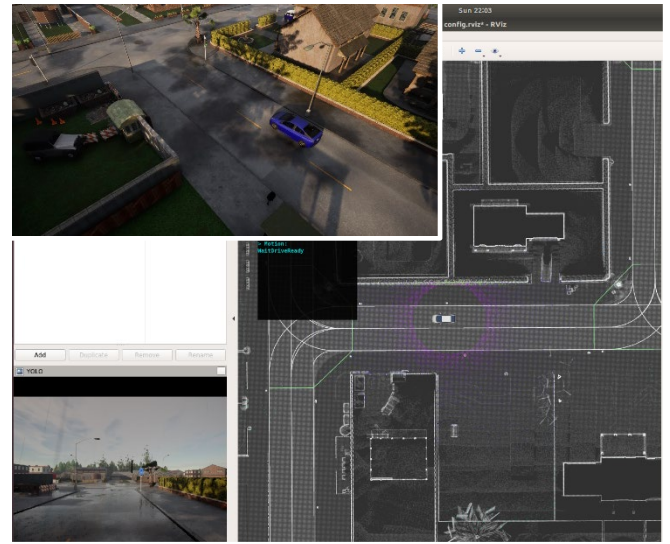 Sun 22:03
config.rviz* - RViz
> Motion:
WaitDriveReady
Add
Duplicate
Remove
Rename
YOLO